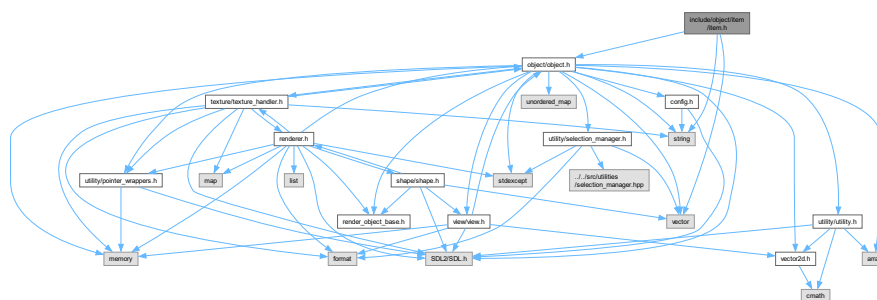 include/object/item
/item.h
object/object.h
texture/texture_handler.h
unordered_map
config.h
renderer.h
utility/selection_manager.h
string
utility/pointer_wrappers.h
map
list
shape/shape.h
stdexcept
../../src/utilities
/selection_manager.hpp
render_object_base.h
view/view.h
vector
utility/utility.h
memory
format
SDL2/SDL.h
vector2d.h
cmath